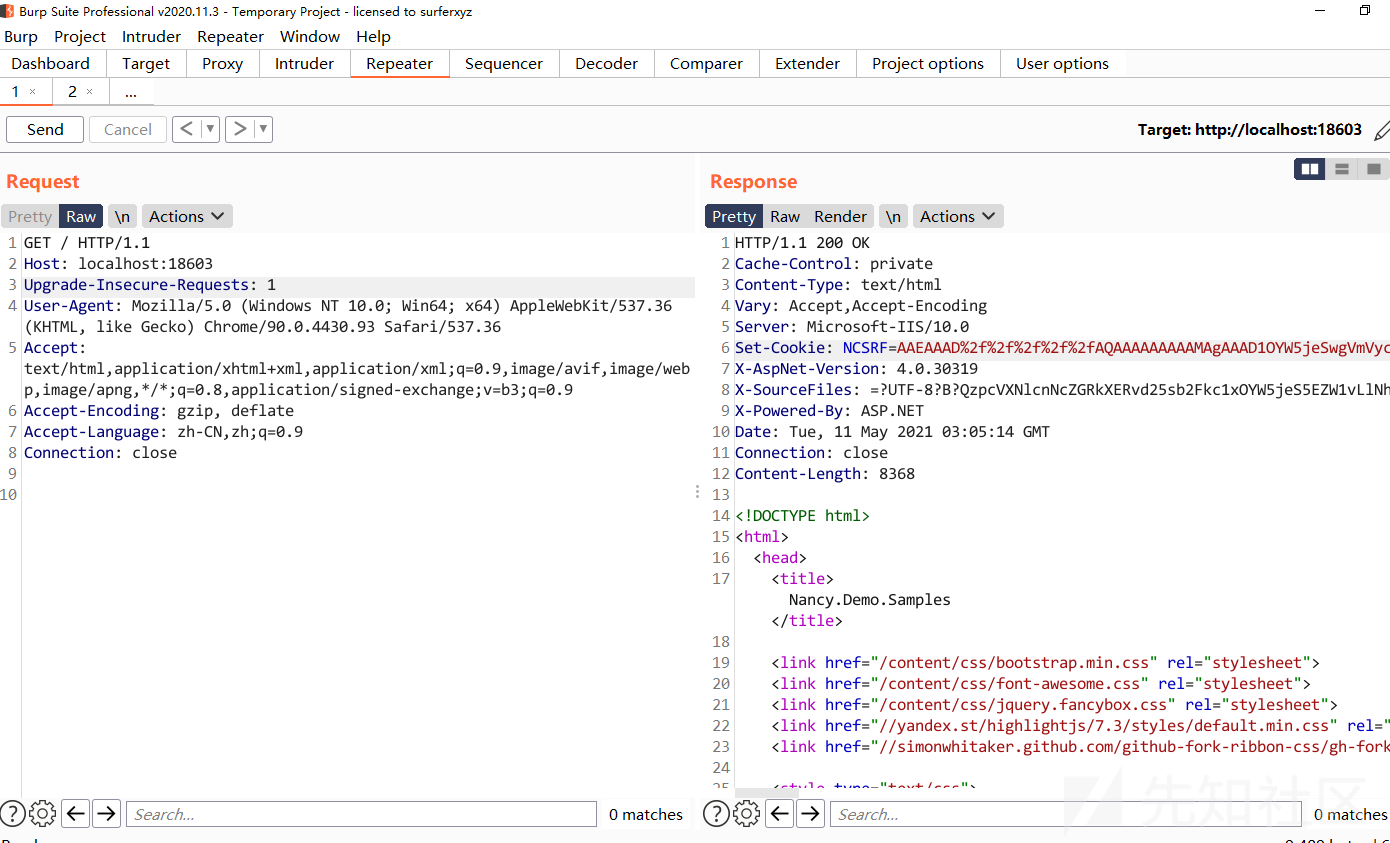 Burp Suite Professional v2020.11.3 - Temporary Project - licensed to surferxyz
Burp Project Intruder Repeater Window Help
Dashboard Target Proxy Intruder Repeater Sequencer Decoder Comparer Extender Project options User options
1 × 2 × ...
Send Cancel < ▼ > ▼ Target: http://localhost:18603
Request
Pretty Raw \n Actions
1 GET / HTTP/1.1
2 Host: localhost:18603
3 Upgrade-Insecure-Requests: 1
4 User-Agent: Mozilla/5.0 (Windows NT 10.0; Win64; x64) AppleWebKit/537.36
(KHTML, like Gecko) Chrome/90.0.4430.93 Safari/537.36
5 Accept:
text/html,application/xhtml+xml,application/xml;q=0.9,image/avif,image/web
p,image/apng,*/*;q=0.8,application/signed-exchange;v=b3;q=0.9
6 Accept-Encoding: gzip, deflate
7 Accept-Language: zh-CN,zh;q=0.9
8 Connection: close
9
10
? Search... 0 matches
Response
Pretty Raw Render \n Actions
1 HTTP/1.1 200 OK
2 Cache-Control: private
3 Content-Type: text/html
4 Vary: Accept,Accept-Encoding
5 Server: Microsoft-IIS/10.0
6 Set-Cookie: NCSRF=AAEAAAD%2f%2f%2f%2f%2fAQAAAAAAAAAMAgAAAD1OYW5jeSwgVmVyc
7 X-AspNet-Version: 4.0.30319
8 X-SourceFiles: =?UTF-8?B?QzpcVXNlcnNcZGRkXERvd25sb2Fkc1xOYW5jeS5EZW1vLlNh
9 X-Powered-By: ASP.NET
10 Date: Tue, 11 May 2021 03:05:14 GMT
11 Connection: close
12 Content-Length: 8368
13
14 <!DOCTYPE html>
15 <html>
16 <head>
17 <title>
Nancy.Demo.Samples
</title>
18
19 <link href="/content/css/bootstrap.min.css" rel="stylesheet">
20 <link href="/content/css/font-awesome.css" rel="stylesheet">
21 <link href="/content/css/jquery.fancybox.css" rel="stylesheet">
22 <link href="//yandex.st/highlightjs/7.3/styles/default.min.css" rel="
23 <link href="//simonwhitaker.github.com/github-fork-ribbon-css/gh-fork
24
25 <style type="text/css">
? Search... 0 matches
先知社区